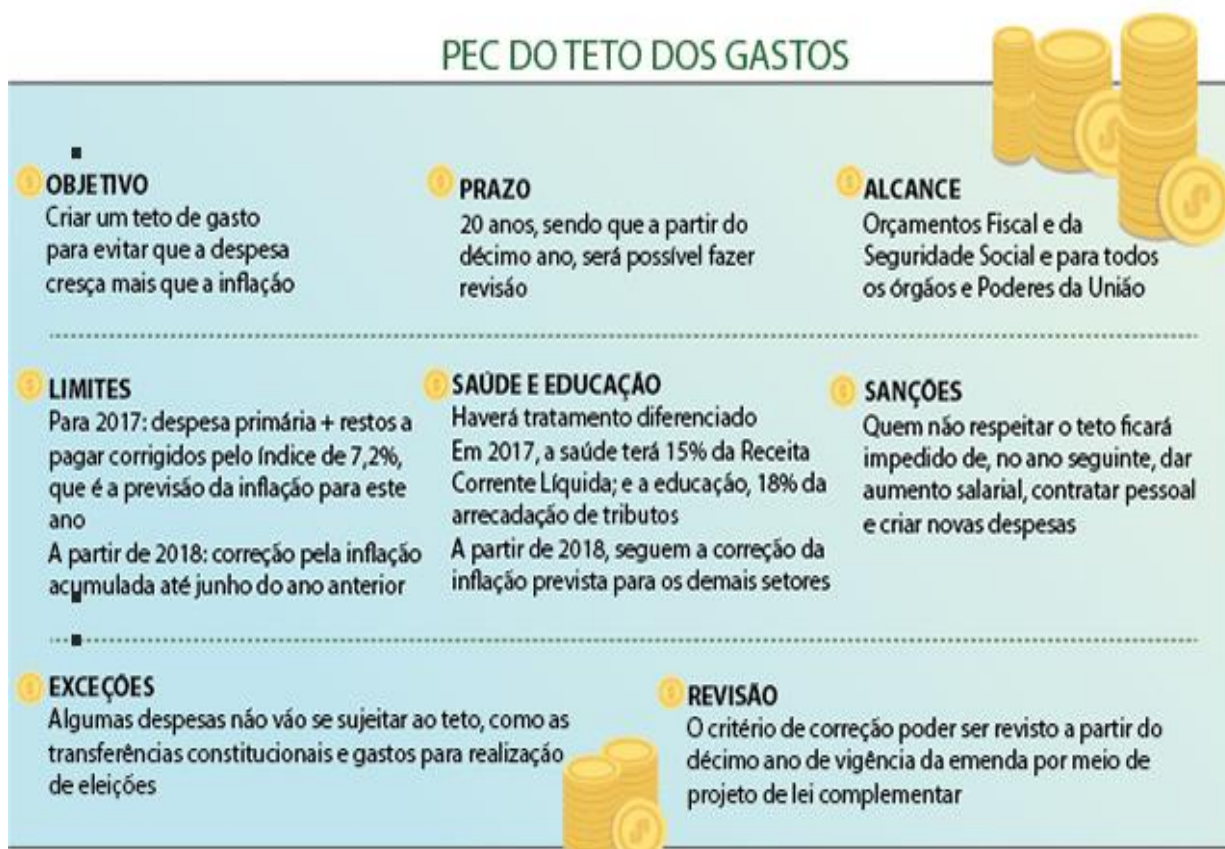 PEC DO TETO DOS GASTOS
OBJETIVO
Criar um teto de gasto
para evitar que a despesa
cresça mais que a inflação
PRAZO
20 anos, sendo que a partir do
décimo ano, será possível fazer
revisão
ALCANCE
Orçamentos Fiscal e da
Seguridade Social e para todos
os órgãos e Poderes da União
LIMITES
Para 2017: despesa primária + restos a
pagar corrigidos pelo índice de 7,2%,
que é a previsão da inflação para este
ano
A partir de 2018: correção pela inflação
acumulada até junho do ano anterior
SAÚDE E EDUCAÇÃO
Haverá tratamento diferenciado
Em 2017, a saúde terá 15% da Receita
Corrente Líquida; e a educação, 18% da
arrecadação de tributos
A partir de 2018, seguem a correção da
inflação prevista para os demais setores
SANÇÕES
Quem não respeitar o teto ficará
impedido de, no ano seguinte, dar
aumento salarial, contratar pessoal
e criar novas despesas
EXCEÇÕES
Algumas despesas não vão se sujeitar ao teto, como as
transferências constitucionais e gastos para realização
de eleições
REVISÃO
O critério de correção poder ser revisto a partir do
décimo ano de vigência da emenda por meio de
projeto de lei complementar